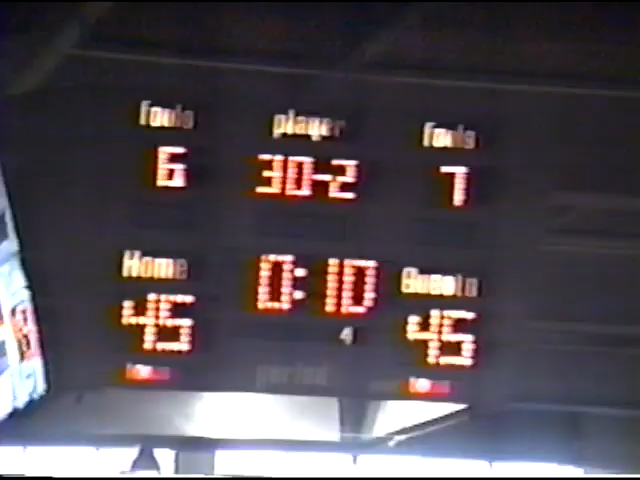 fouls player fouls
6 30-2 7
Home 0:10 Guests
45 45
4
period